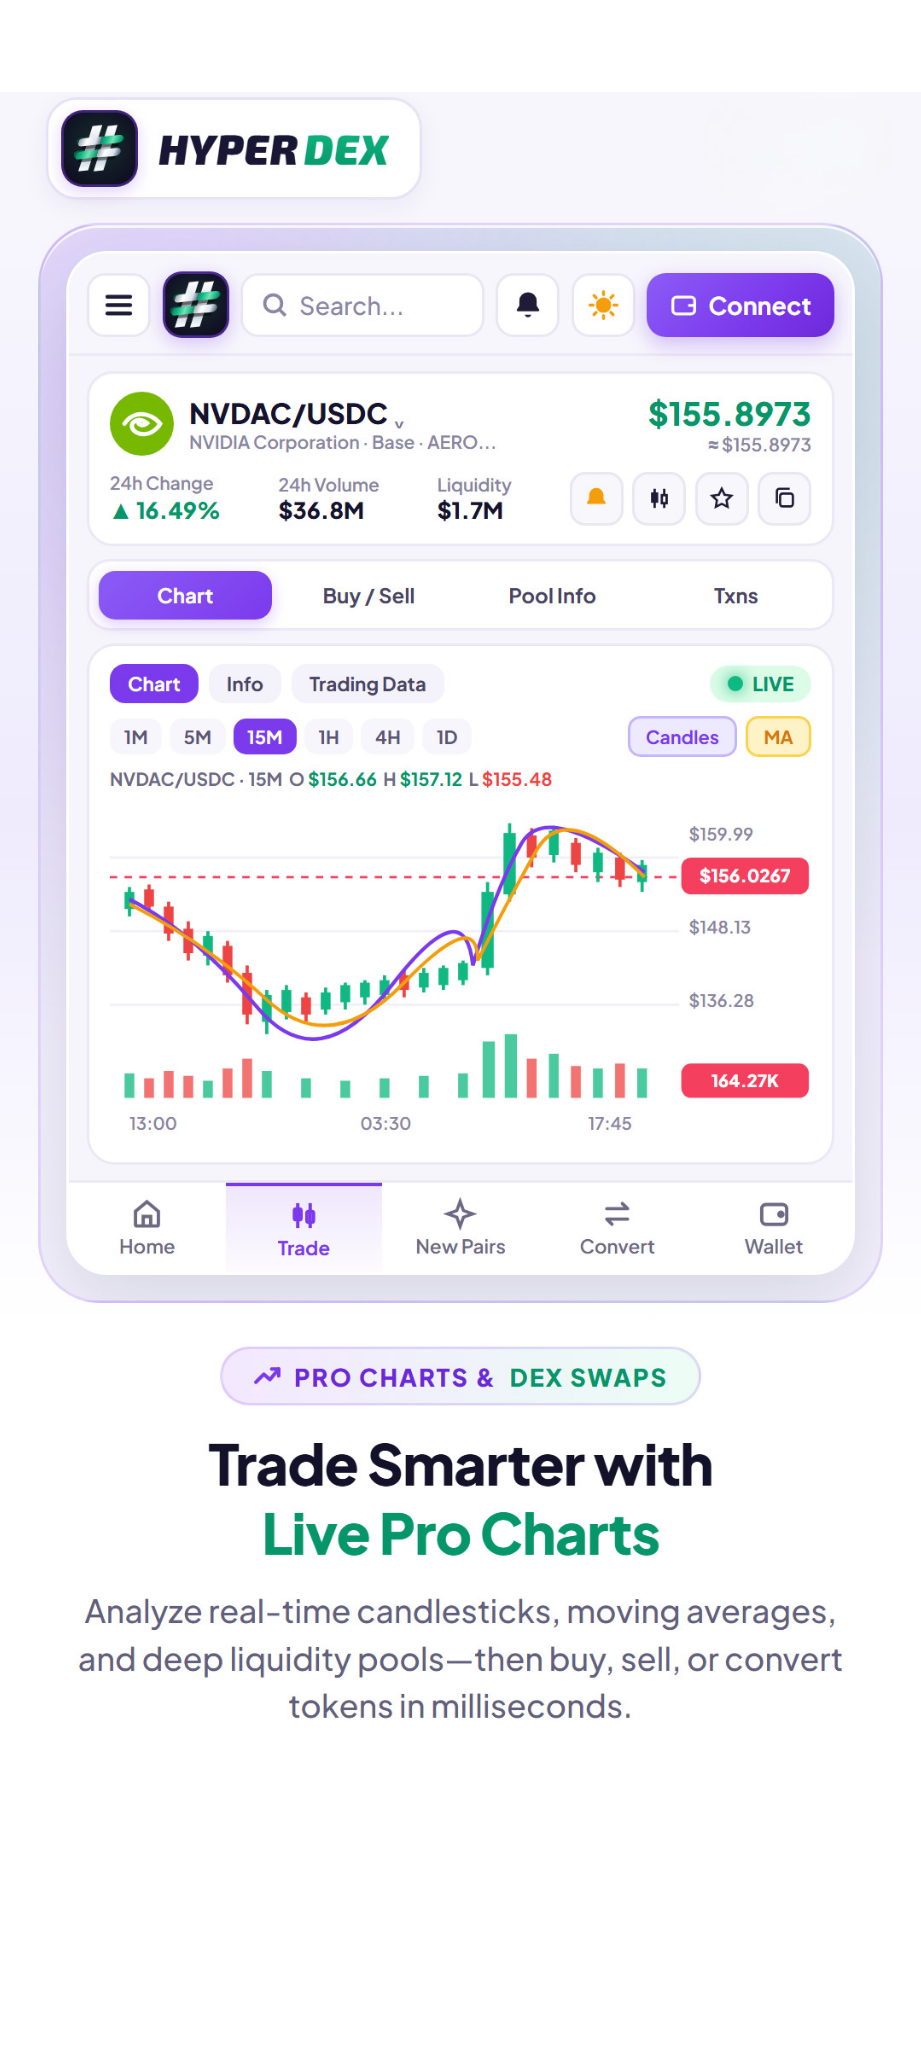 HYPER DEX
Search...
Connect
NVDAC/USDC
$155.8973
NVIDIA Corporation · Base · AERO...
≈ $155.8973
24h Change
24h Volume
Liquidity
▲ 16.49%
$36.8M
$1.7M
Chart
Buy / Sell
Pool Info
Txns
Chart
Info
Trading Data
LIVE
1M
5M
15M
1H
4H
1D
Candles
MA
NVDAC/USDC · 15M O $156.66 H $157.12 L $155.48
$159.99
$156.0267
$148.13
$136.28
164.27K
13:00
03:30
17:45
Home
Trade
New Pairs
Convert
Wallet
PRO CHARTS & DEX SWAPS
Trade Smarter with
Live Pro Charts
Analyze real-time candlesticks, moving averages,
and deep liquidity pools—then buy, sell, or convert
tokens in milliseconds.